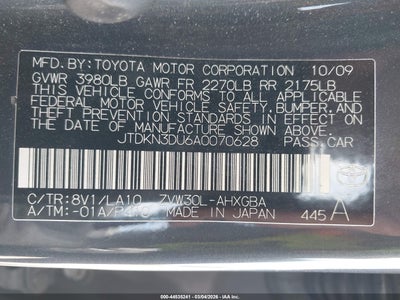 MFD.BY:TOYOTA MOTOR CORPORATION 10/09
GVWR 3980LB GAWR FR 2270LB RR 2175LB
THIS VEHICLE CONFORMS TO ALL APPLICABLE
FEDERAL MOTOR VEHICLE SAFETY,BUMPER,AND
THEFT PREVENTION STANDARDS IN EFFECT ON
THE DATE OF MANUFACTURE SHOWN ABOVE.
JTDKN3DU6A0070628 PASS.CAR
C/TR:8V1/LA10 ZVW30L-AHXGBA
A/TM:-01A/P410 MADE IN JAPAN 445 A
000-44535241 - 03/04/2026 - IAAI